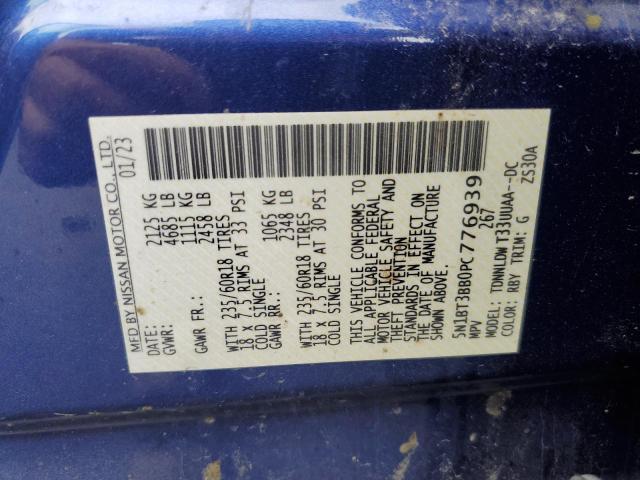 MFD BY NISSAN MOTOR CO., LTD.
DATE: 01/23
GVWR: 2125 KG
4685 LB
GAWR FR.: 1115 KG
2458 LB
WITH 235/60R18 TIRES
18 x 7.5 RIMS AT 33 PSI
COLD SINGLE
GAWR RR: 1065 KG
2348 LB
WITH 235/60R18 TIRES
18 x 7.5 RIMS AT 30 PSI
COLD SINGLE
THIS VEHICLE CONFORMS TO
ALL APPLICABLE FEDERAL
MOTOR VEHICLE SAFETY AND
THEFT PREVENTION
STANDARDS IN EFFECT ON
THE DATE OF MANUFACTURE
SHOWN ABOVE.
5N1BT3BB0PC776939
MPV 267
MODEL: TDNNLDW T33UUAA--DC
COLOR: RBY TRIM: G ZS30A